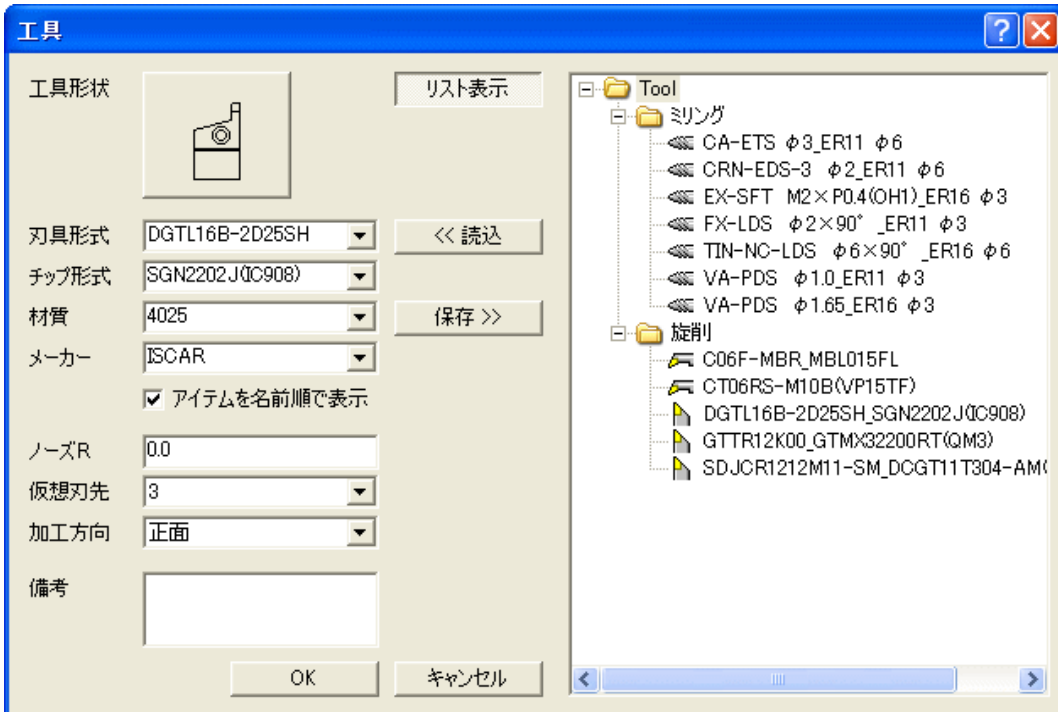 工具
工具形状
リスト表示
刃具形式 DGTL16B-2D25SH << 読込
チップ形式 SGN2202J(IC908)
材質 4025 保存 >>
メーカー ISCAR
アイテムを名前順で表示
ノーズR 0.0
仮想刃先 3
加工方向 正面
備考
OK キャンセル
Tool
ミリング
CA-ETS φ3_ER11 φ6
CRN-EDS-3 φ2_ER11 φ6
EX-SFT M2×P0.4(OH1)_ER16 φ3
FX-LDS φ2×90°_ER11 φ3
TIN-NC-LDS φ6×90°_ER16 φ6
VA-PDS φ1.0_ER11 φ3
VA-PDS φ1.65_ER16 φ3
旋削
C06F-MBR_MBL015FL
CT06RS-M10B(VP15TF)
DGTL16B-2D25SH_SGN2202J(IC908)
GTTR12K00_GTMX32200RT(QM3)
SDJCR1212M11-SM_DCGT11T304-AM(